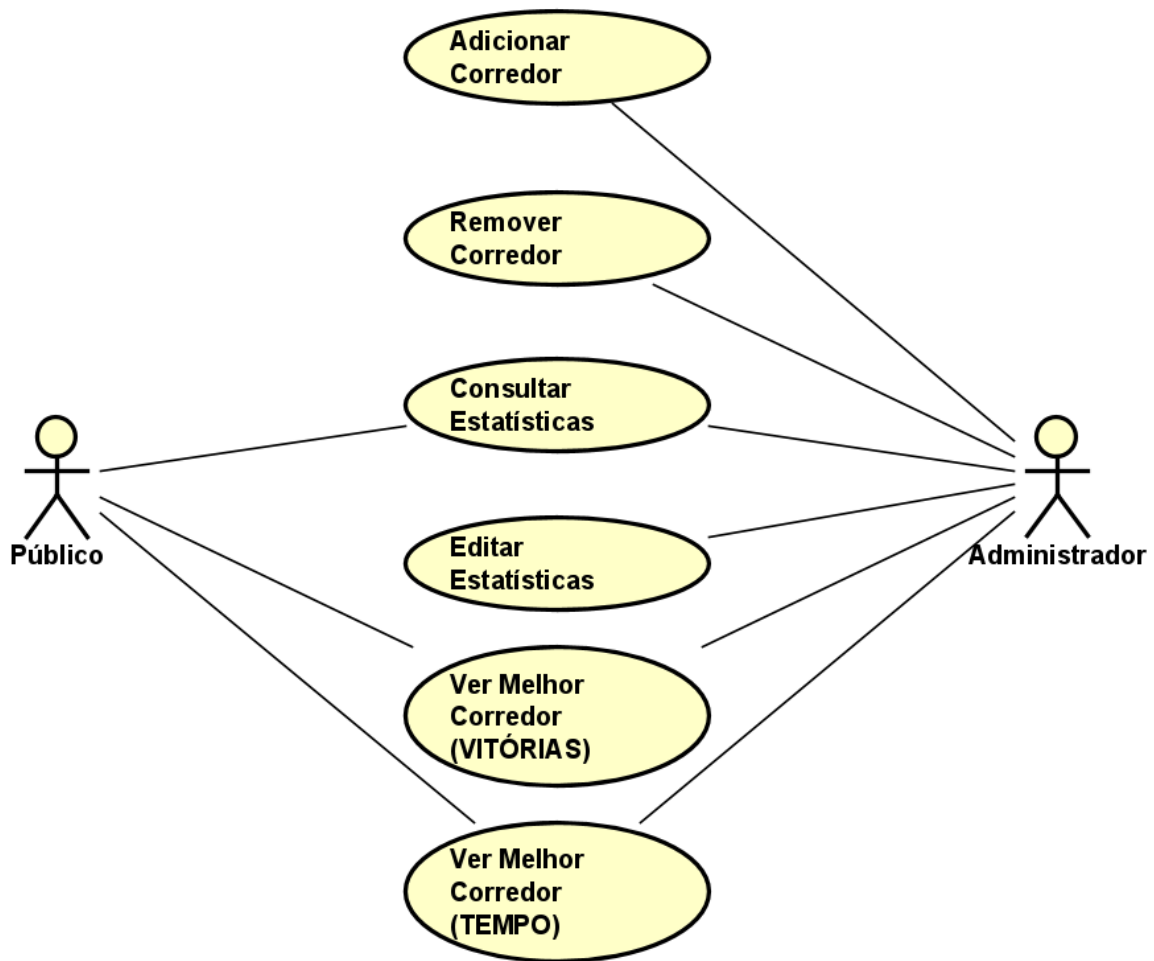 Adicionar
Corredor
Remover
Corredor
Consultar
Estatísticas
Público
Administrador
Editar
Estatísticas
Ver Melhor
Corredor
(VITÓRIAS)
Ver Melhor
Corredor
(TEMPO)